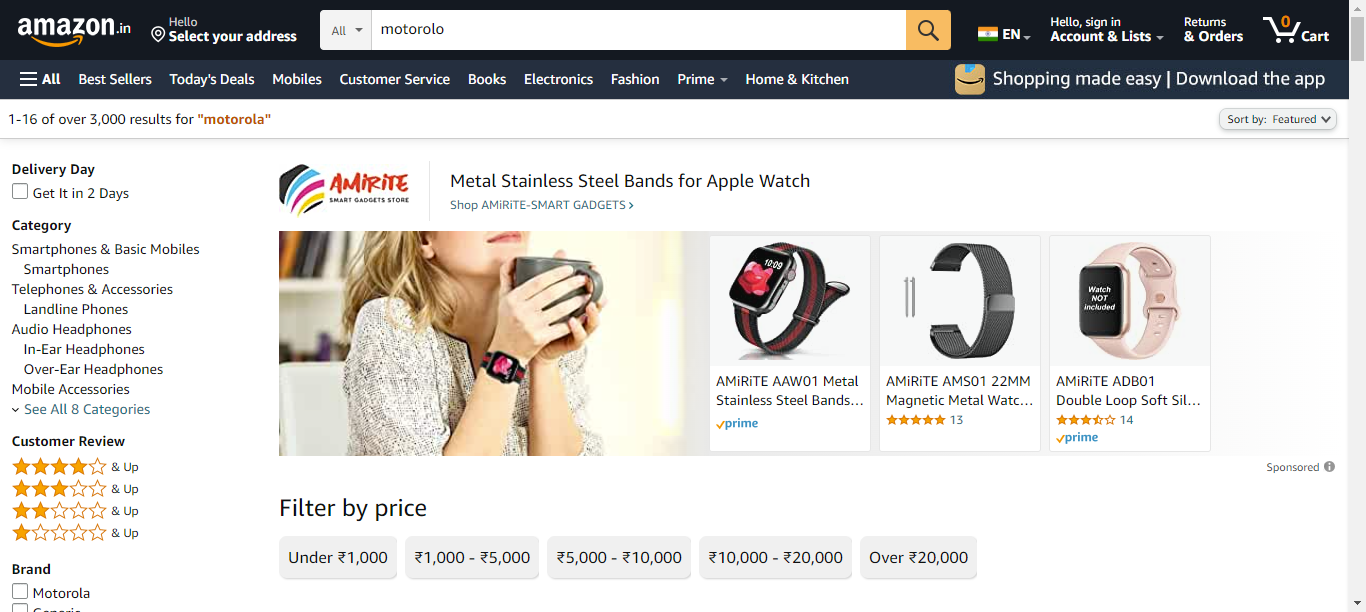 amazon.in
Hello
Select your address
All
motorolo
EN
Hello, sign in
Account & Lists
Returns
& Orders
0
Cart
All
Best Sellers
Today's Deals
Mobiles
Customer Service
Books
Electronics
Fashion
Prime
Home & Kitchen
Shopping made easy | Download the app
1-16 of over 3,000 results for "motorola"
Sort by: Featured
Delivery Day
Get It in 2 Days
Category
Smartphones & Basic Mobiles
Smartphones
Telephones & Accessories
Landline Phones
Audio Headphones
In-Ear Headphones
Over-Ear Headphones
Mobile Accessories
See All 8 Categories
Customer Review
& Up
& Up
& Up
& Up
Brand
Motorola
Generic
AMiRiTE
SMART GADGETS STORE
Metal Stainless Steel Bands for Apple Watch
Shop AMiRiTE-SMART GADGETS ›
10:09
AMiRiTE AAW01 Metal
Stainless Steel Bands...
prime
AMiRiTE AMS01 22MM
Magnetic Metal Watc...
13
Watch
NOT
included
AMiRiTE ADB01
Double Loop Soft Sil...
14
prime
Sponsored
Filter by price
Under ₹1,000
₹1,000 - ₹5,000
₹5,000 - ₹10,000
₹10,000 - ₹20,000
Over ₹20,000